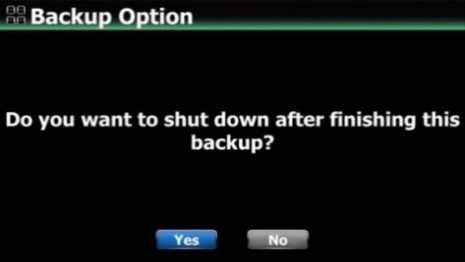 Backup Option
Do you want to shut down after finishing this
backup?
Yes
No